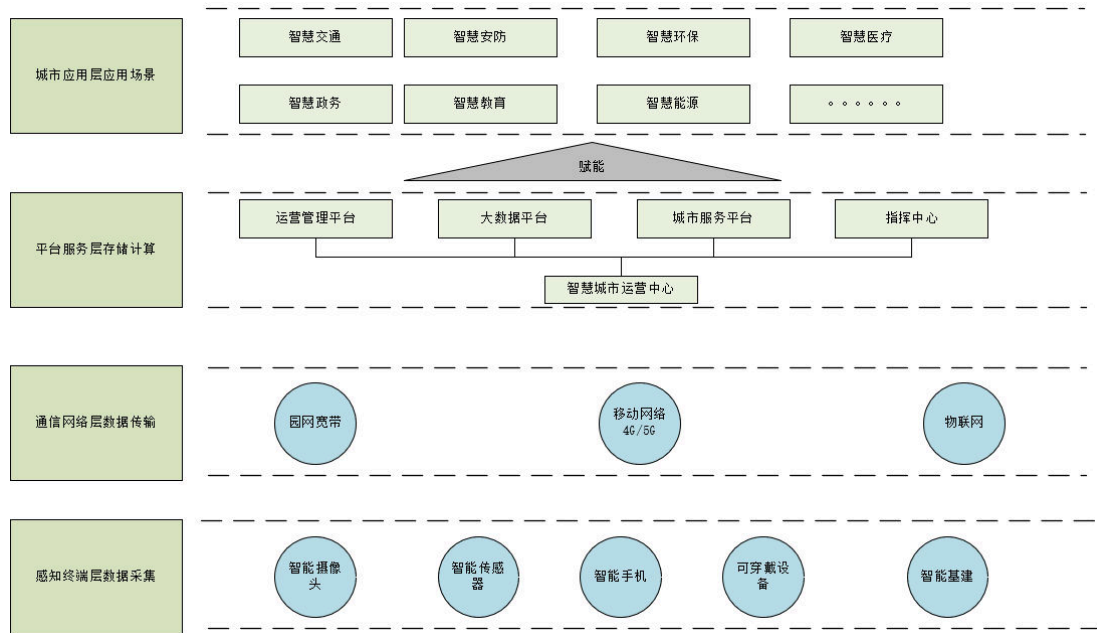 城市应用层应用场景
智慧交通
智慧安防
智慧环保
智慧医疗
智慧政务
智慧教育
智慧能源
。。。。。。
赋能
平台服务层存储计算
运营管理平台
大数据平台
城市服务平台
指挥中心
智慧城市运营中心
通信网络层数据传输
园网宽带
移动网络
4G/5G
物联网
感知终端层数据采集
智能摄像
头
智能传感
器
智能手机
可穿戴设
备
智能基建